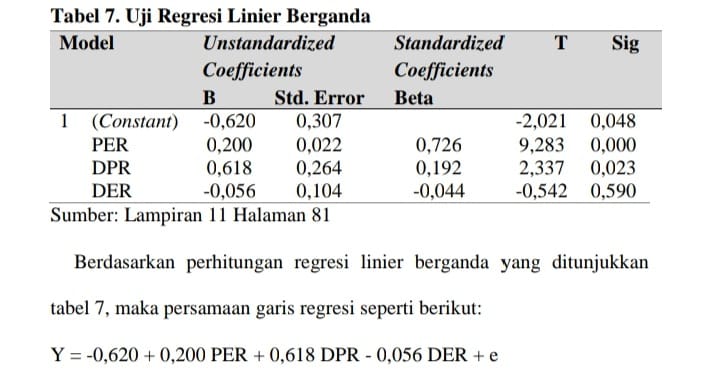 Tabel 7. Uji Regresi Linier Berganda
Model Unstandardized Standardized T Sig
Coefficients Coefficients
B Std. Error Beta
1 (Constant) -0,620 0,307 -2,021 0,048
PER 0,200 0,022 0,726 9,283 0,000
DPR 0,618 0,264 0,192 2,337 0,023
DER -0,056 0,104 -0,044 -0,542 0,590
Sumber: Lampiran 11 Halaman 81
Berdasarkan perhitungan regresi linier berganda yang ditunjukkan
tabel 7, maka persamaan garis regresi seperti berikut:
Y = -0,620 + 0,200 PER + 0,618 DPR - 0,056 DER + e